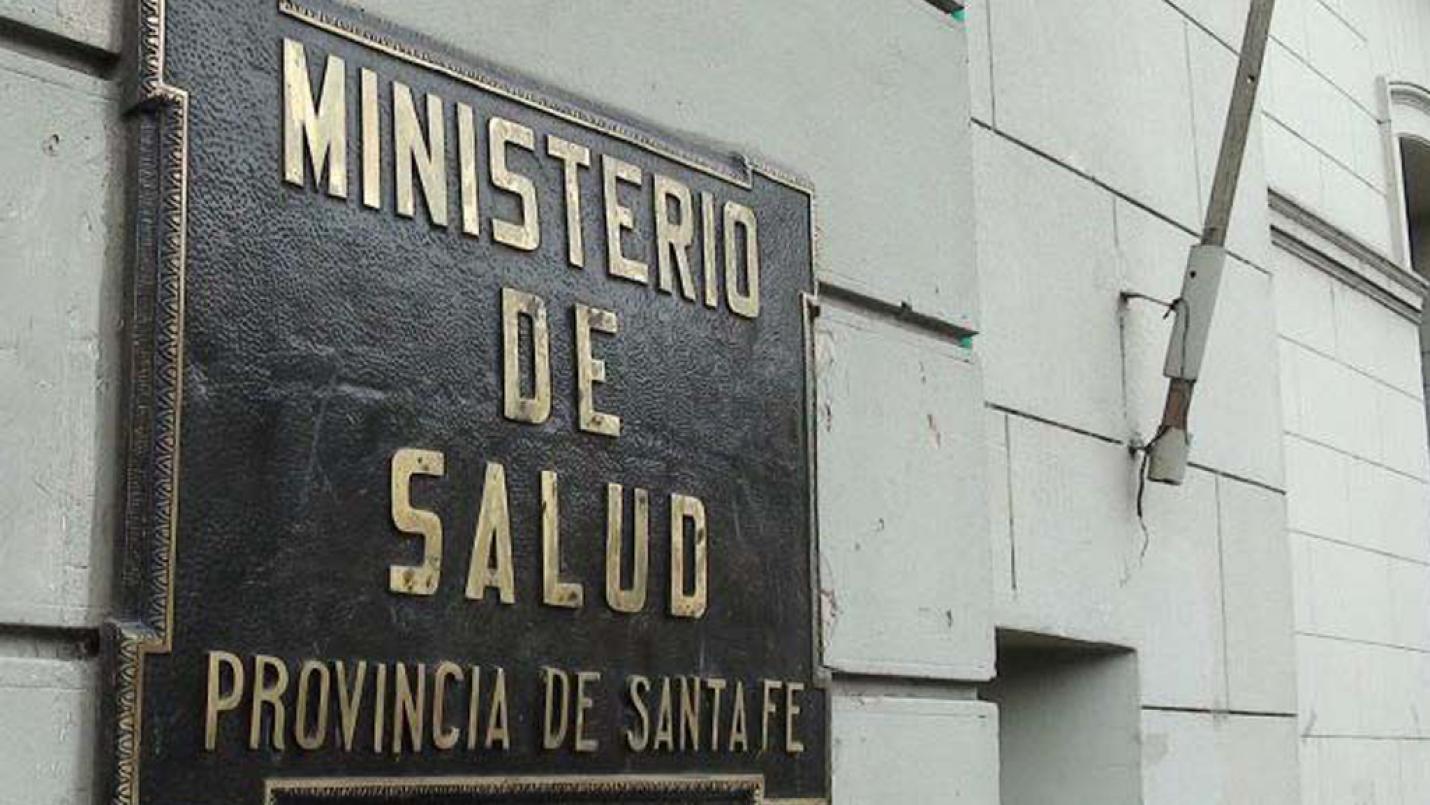 MINISTERIO
DE
SALUD
PROVINCIA DE SANTA FE